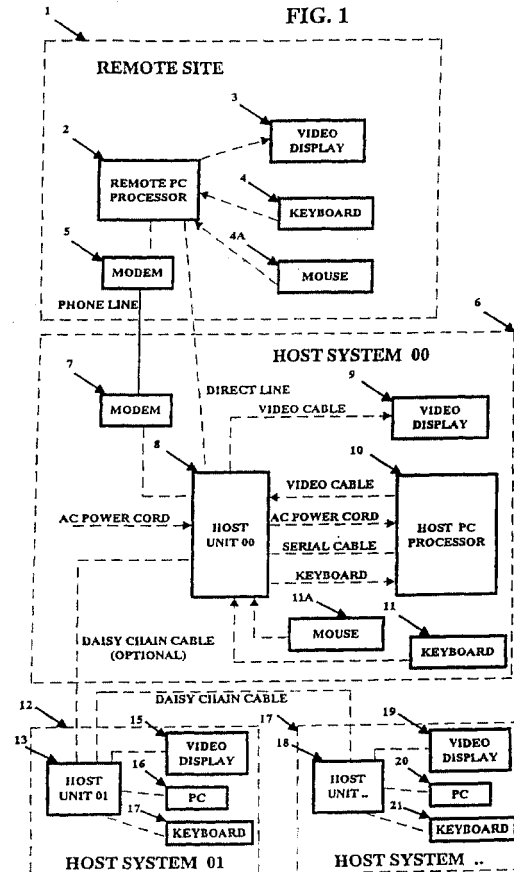 FIG. 1
1
REMOTE SITE
3
VIDEO
DISPLAY
2
REMOTE PC
PROCESSOR
4
KEYBOARD
4A
MOUSE
5
MODEM
PHONE LINE
6
HOST SYSTEM 00
7
MODEM
DIRECT LINE
VIDEO CABLE
9
VIDEO
DISPLAY
8
HOST
UNIT 00
10
HOST PC
PROCESSOR
VIDEO CABLE
AC POWER CORD
AC POWER CORD
SERIAL CABLE
KEYBOARD
11A
MOUSE
11
KEYBOARD
DAISY CHAIN CABLE
(OPTIONAL)
DAISY CHAIN CABLE
12
13
HOST
UNIT 01
15
VIDEO
DISPLAY
16
PC
17
KEYBOARD
HOST SYSTEM 01
17
18
HOST
UNIT ..
19
VIDEO
DISPLAY
20
PC
21
KEYBOARD
HOST SYSTEM ..